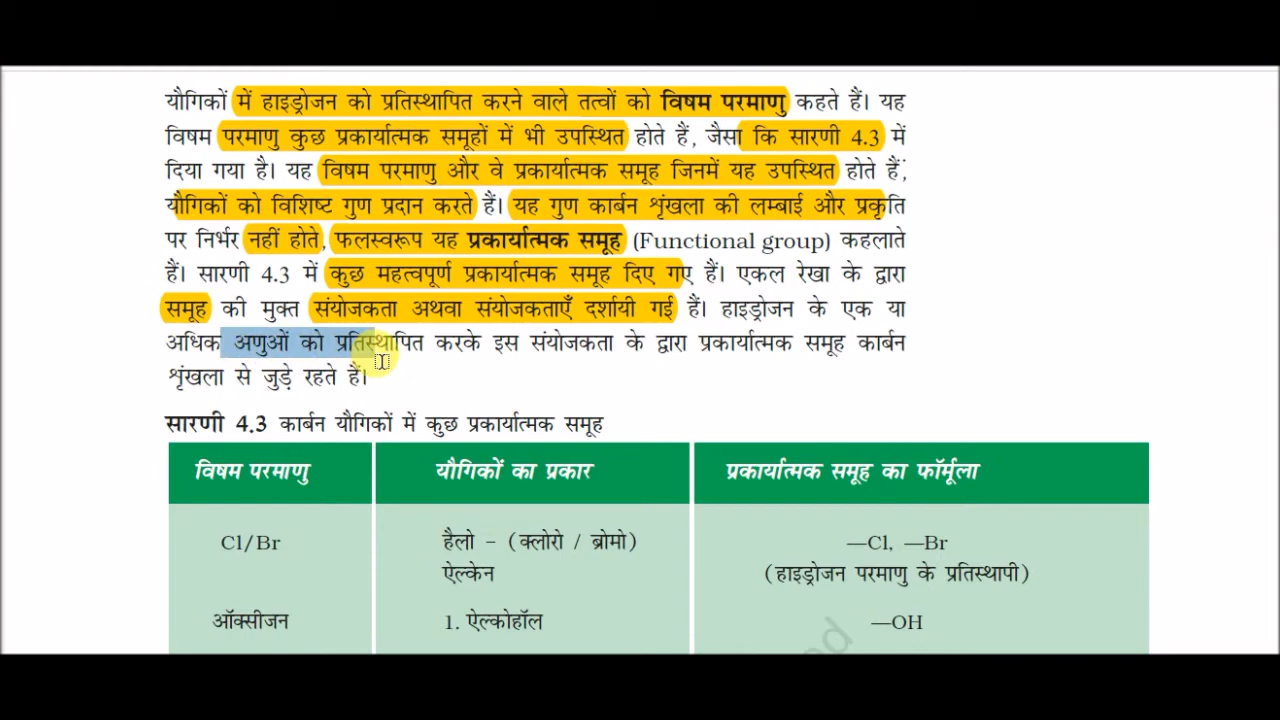 यौगिकों में हाइड्रोजन को प्रतिस्थापित करने वाले तत्वों को विषम परमाणु कहते हैं। यह
विषम परमाणु कुछ प्रकार्यात्मक समूहों में भी उपस्थित होते हैं, जैसा कि सारणी 4.3 में
दिया गया है। यह विषम परमाणु और वे प्रकार्यात्मक समूह जिनमें यह उपस्थित होते हैं,
यौगिकों को विशिष्ट गुण प्रदान करते हैं। यह गुण कार्बन शृंखला की लम्बाई और प्रकृति
पर निर्भर नहीं होते, फलस्वरूप यह प्रकार्यात्मक समूह (Functional group) कहलाते
हैं। सारणी 4.3 में कुछ महत्वपूर्ण प्रकार्यात्मक समूह दिए गए हैं। एकल रेखा के द्वारा
समूह की मुक्त संयोजकता अथवा संयोजकताएँ दर्शायी गई हैं। हाइड्रोजन के एक या
अधिक अणुओं को प्रतिस्थापित करके इस संयोजकता के द्वारा प्रकार्यात्मक समूह कार्बन
शृंखला से जुड़े रहते हैं।
सारणी 4.3 कार्बन यौगिकों में कुछ प्रकार्यात्मक समूह
विषम परमाणु यौगिकों का प्रकार प्रकार्यात्मक समूह का फॉर्मूला
Cl/Br हैलो – (क्लोरो / ब्रोमो) —Cl, —Br
ऐल्केन (हाइड्रोजन परमाणु के प्रतिस्थापी)
ऑक्सीजन 1. ऐल्कोहॉल —OH